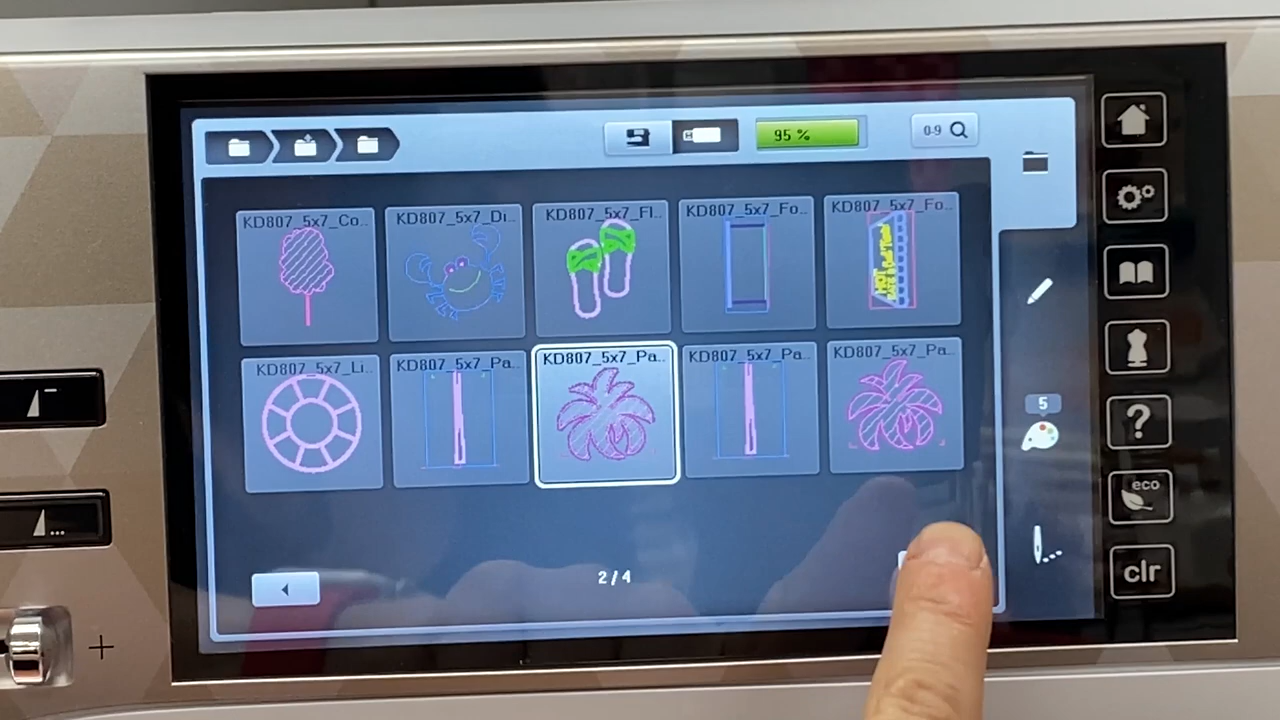 95 %
0-9
KD807_5x7_Co..
KD807_5x7_Di..
KD807_5x7_Fl..
KD807_5x7_Fo..
KD807_5x7_Fo..
KD807_5x7_Li..
KD807_5x7_Pa..
KD807_5x7_Pa..
KD807_5x7_Pa..
KD807_5x7_Pa..
5
?
eco
2/4
clr
+